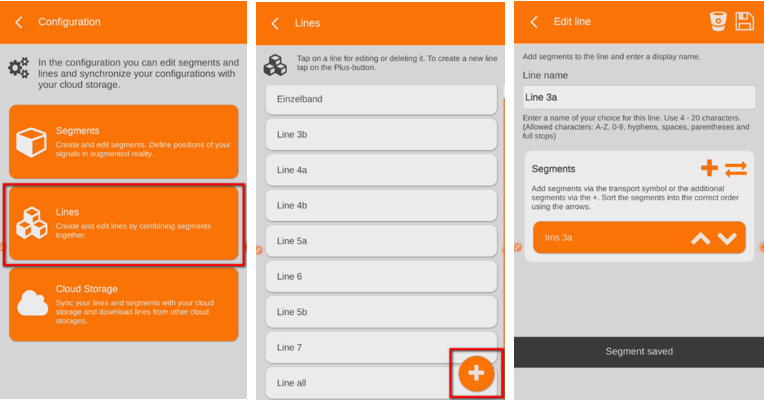 Configuration
In the configuration you can edit segments and
lines and synchronize your configurations with
your cloud storage.
Segments
Create and edit segments. Define positions of your
signals in augmented reality.
Lines
Create and edit lines by combining segments
together.
Cloud Storage
Sync your lines and segments with your cloud
storage and download lines from other cloud
storages.
Lines
Tap on a line for editing or deleting it. To create a new line
tap on the Plus-button.
Einzelband
Line 3b
Line 4a
Line 4b
Line 5a
Line 6
Line 5b
Line 7
Line all
Edit line
Add segments to the line and enter a display name.
Line name
Line 3a
Enter a name of your choice for this line. Use 4 - 20 characters.
(Allowed characters: A-Z, 0-9, hyphens, spaces, parentheses and
full stops)
Segments
Add segments via the transport symbol or the additional
segments via the +. Sort the segments into the correct order
using the arrows.
lms 3a
Segment saved